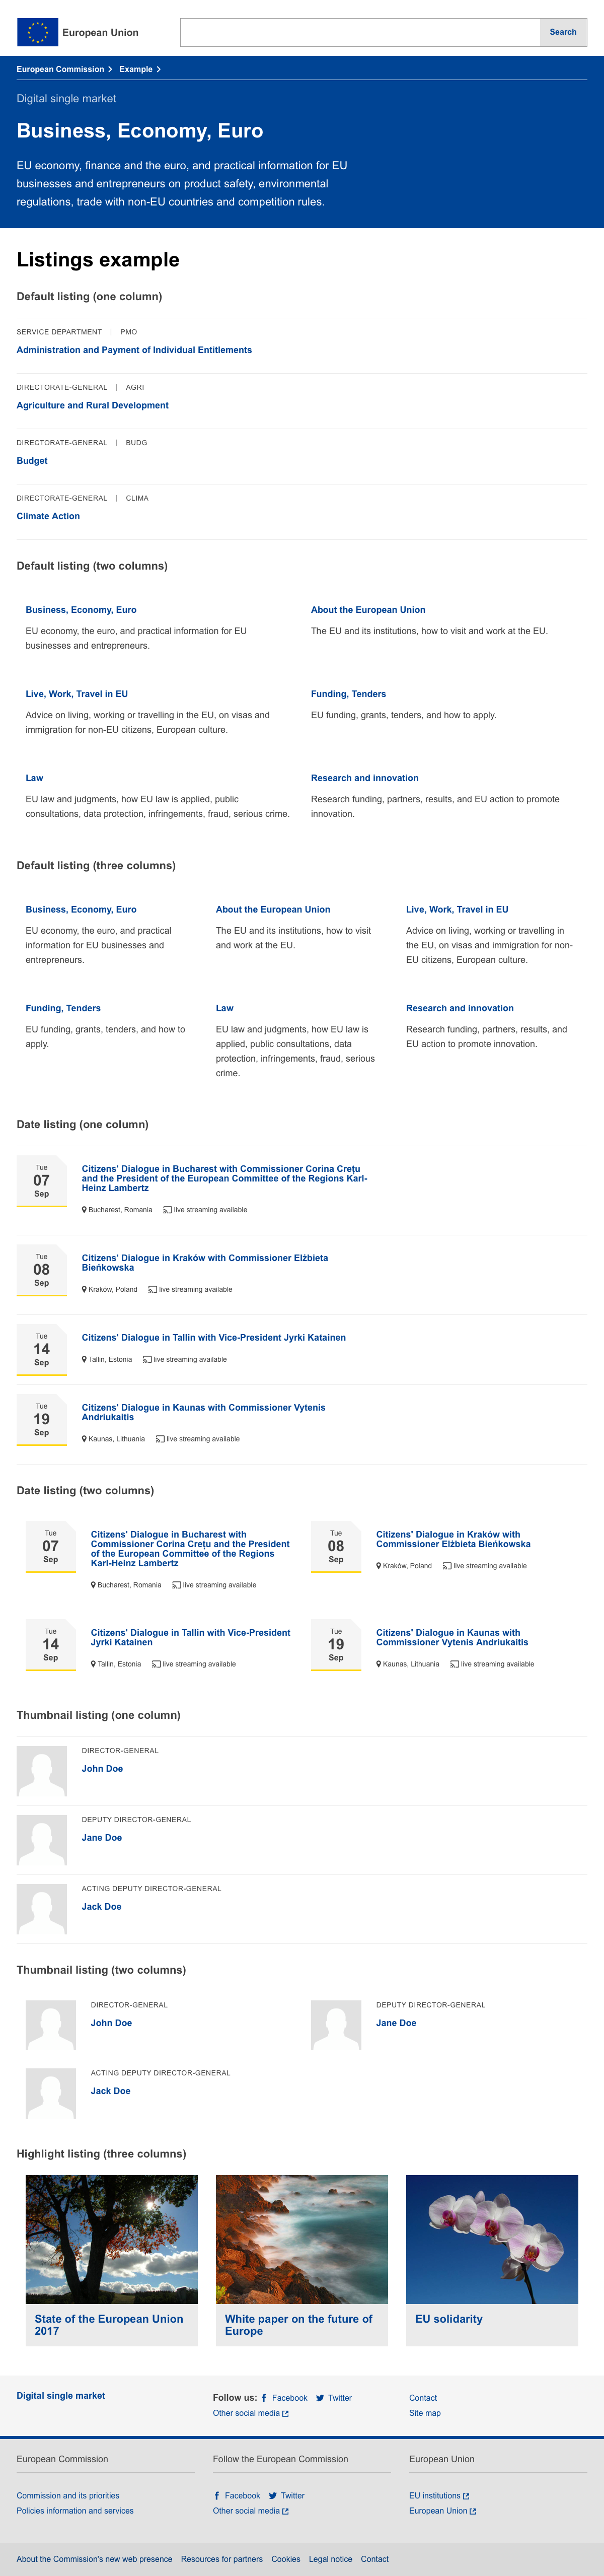 European Union
Search
European Commission
Example
Digital single market
Business, Economy, Euro
EU economy, finance and the euro, and practical information for EU
businesses and entrepreneurs on product safety, environmental
regulations, trade with non-EU countries and competition rules.
Listings example
Default listing (one column)
SERVICE DEPARTMENT | PMO
Administration and Payment of Individual Entitlements
DIRECTORATE-GENERAL | AGRI
Agriculture and Rural Development
DIRECTORATE-GENERAL | BUDG
Budget
DIRECTORATE-GENERAL | CLIMA
Climate Action
Default listing (two columns)
Business, Economy, Euro
EU economy, the euro, and practical information for EU
businesses and entrepreneurs.
About the European Union
The EU and its institutions, how to visit and work at the EU.
Live, Work, Travel in EU
Advice on living, working or travelling in the EU, on visas and
immigration for non-EU citizens, European culture.
Funding, Tenders
EU funding, grants, tenders, and how to apply.
Law
EU law and judgments, how EU law is applied, public
consultations, data protection, infringements, fraud, serious crime.
Research and innovation
Research funding, partners, results, and EU action to promote
innovation.
Default listing (three columns)
Business, Economy, Euro
EU economy, the euro, and practical
information for EU businesses and
entrepreneurs.
About the European Union
The EU and its institutions, how to visit
and work at the EU.
Live, Work, Travel in EU
Advice on living, working or travelling in
the EU, on visas and immigration for non-
EU citizens, European culture.
Funding, Tenders
EU funding, grants, tenders, and how to
apply.
Law
EU law and judgments, how EU law is
applied, public consultations, data
protection, infringements, fraud, serious
crime.
Research and innovation
Research funding, partners, results, and
EU action to promote innovation.
Date listing (one column)
Tue
07
Sep
Citizens' Dialogue in Bucharest with Commissioner Corina Crețu
and the President of the European Committee of the Regions Karl-
Heinz Lambertz
Bucharest, Romania
live streaming available
Tue
08
Sep
Citizens' Dialogue in Kraków with Commissioner Elżbieta
Bieńkowska
Kraków, Poland
live streaming available
Tue
14
Sep
Citizens' Dialogue in Tallin with Vice-President Jyrki Katainen
Tallin, Estonia
live streaming available
Tue
19
Sep
Citizens' Dialogue in Kaunas with Commissioner Vytenis
Andriukaitis
Kaunas, Lithuania
live streaming available
Date listing (two columns)
Tue
07
Sep
Citizens' Dialogue in Bucharest with
Commissioner Corina Crețu and the President
of the European Committee of the Regions
Karl-Heinz Lambertz
Bucharest, Romania
live streaming available
Tue
08
Sep
Citizens' Dialogue in Kraków with
Commissioner Elżbieta Bieńkowska
Kraków, Poland
live streaming available
Tue
14
Sep
Citizens' Dialogue in Tallin with Vice-President
Jyrki Katainen
Tallin, Estonia
live streaming available
Tue
19
Sep
Citizens' Dialogue in Kaunas with
Commissioner Vytenis Andriukaitis
Kaunas, Lithuania
live streaming available
Thumbnail listing (one column)
DIRECTOR-GENERAL
John Doe
DEPUTY DIRECTOR-GENERAL
Jane Doe
ACTING DEPUTY DIRECTOR-GENERAL
Jack Doe
Thumbnail listing (two columns)
DIRECTOR-GENERAL
John Doe
DEPUTY DIRECTOR-GENERAL
Jane Doe
ACTING DEPUTY DIRECTOR-GENERAL
Jack Doe
Highlight listing (three columns)
State of the European Union
2017
White paper on the future of
Europe
EU solidarity
Digital single market
Follow us: Facebook Twitter
Other social media
Contact
Site map
European Commission
Commission and its priorities
Policies information and services
Follow the European Commission
Facebook Twitter
Other social media
European Union
EU institutions
European Union
About the Commission's new web presence Resources for partners Cookies Legal notice Contact